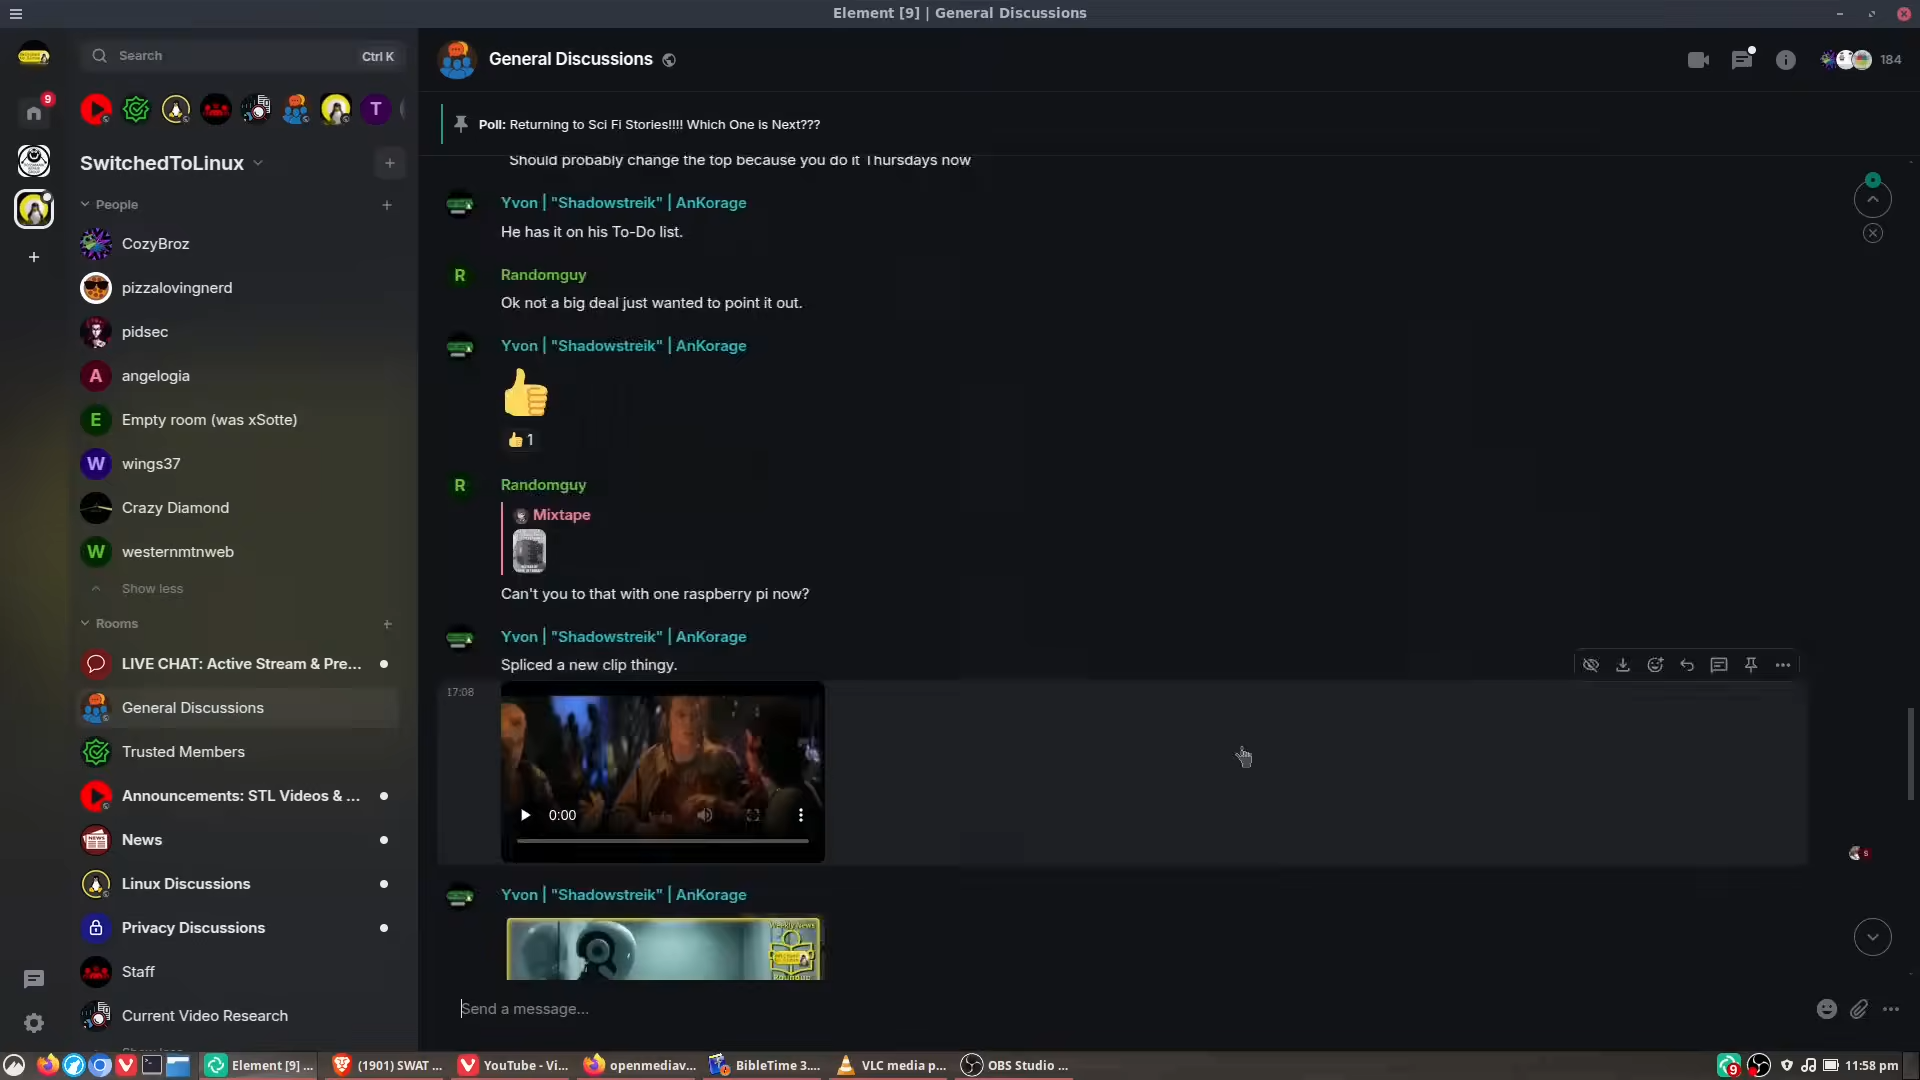 Element [9] | General Discussions
Search
Ctrl K
General Discussions
184
9
T
Poll: Returning to Sci Fi Stories!!!! Which One is Next???
SwitchedToLinux
Should probably change the top because you do it Thursdays now
People
Yvon | "Shadowstreik" | AnKorage
He has it on his To-Do list.
CozyBroz
R
Randomguy
pizzalovingnerd
Ok not a big deal just wanted to point it out.
pidsec
Yvon | "Shadowstreik" | AnKorage
A
angelogia
E
Empty room (was xSotte)
1
W
wings37
R
Randomguy
Crazy Diamond
Mixtape
W
westernmtnweb
Show less
Can't you to that with one raspberry pi now?
Rooms
Yvon | "Shadowstreik" | AnKorage
LIVE CHAT: Active Stream & Pre...
Spliced a new clip thingy.
17:08
General Discussions
Trusted Members
Announcements: STL Videos & ...
0:00
News
S
Linux Discussions
Yvon | "Shadowstreik" | AnKorage
Privacy Discussions
Weekly News
Staff
Roundup
Current Video Research
Send a message...
Show less
Element [9] ...
(1901) SWAT ...
YouTube - Vi...
openmediav...
BibleTime 3....
VLC media p...
OBS Studio ...
9
11:58 pm